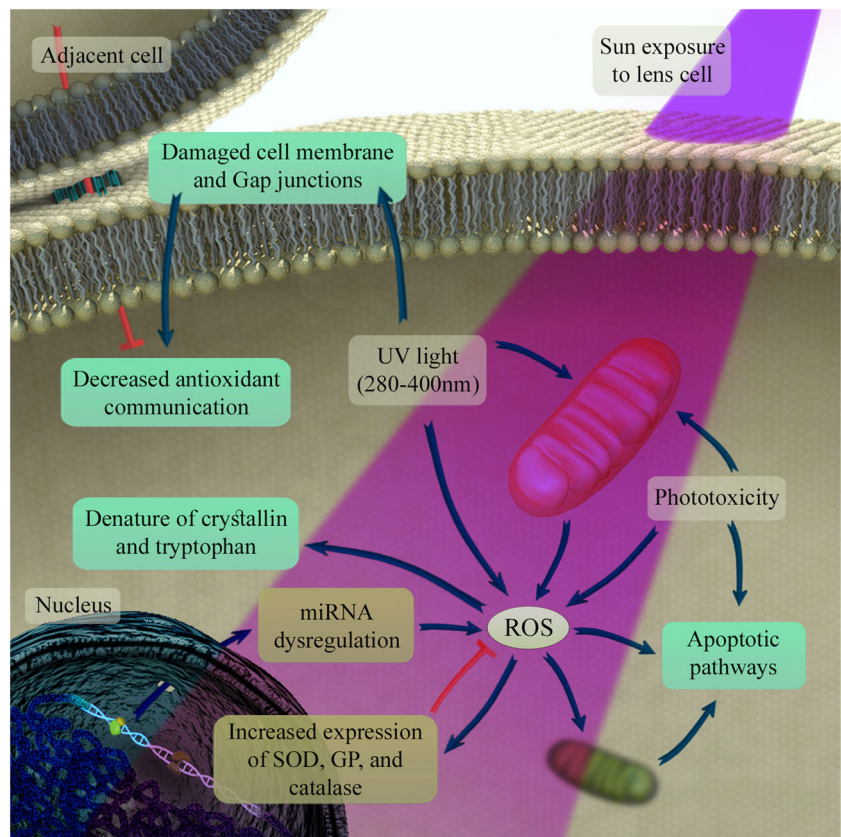 Adjacent cell
Sun exposure
to lens cell
Damaged cell membrane
and Gap junctions
UV light
(280-400nm)
Decreased antioxidant
communication
Phototoxicity
Denature of crystallin
and tryptophan
Nucleus
miRNA
dysregulation
ROS
Apoptotic
pathways
Increased expression
of SOD, GP, and
catalase